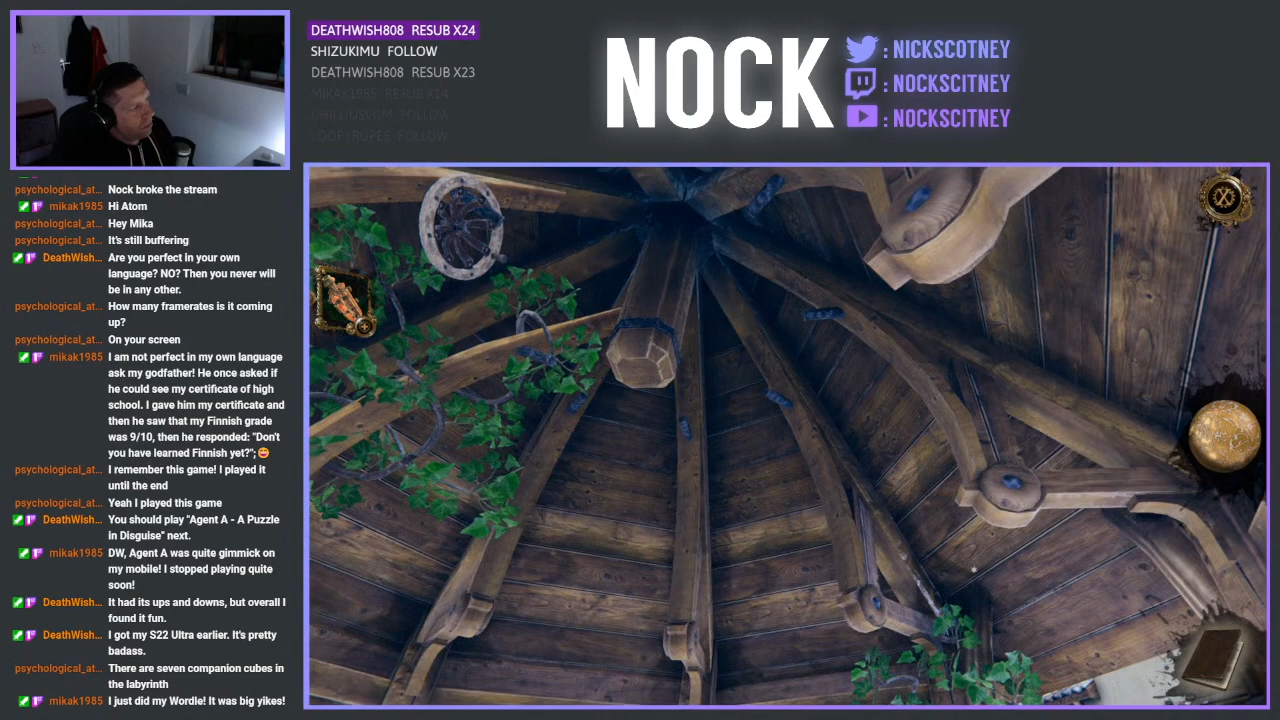 DEATHWISH808 RESUB X24
SHIZUKIMU FOLLOW
DEATHWISH808 RESUB X23
MIKAK1985 RESUB X14
LOOPYRUPEE FOLLOW
NOCK
: NICKSCOTNEY
: NOCKSCITNEY
: NOCKSCITNEY
psychological_at... Nock broke the stream
mikak1985 Hi Atom
psychological_at... Hey Mika
psychological_at... It's still buffering
DeathWish... Are you perfect in your own
language? NO? Then you never will
be in any other.
psychological_at... How many framerates is it coming
up?
psychological_at... On your screen
mikak1985 I am not perfect in my own language
ask my godfather! He once asked if
he could see my certificate of high
school. I gave him my certificate and
then he saw that my Finnish grade
was 9/10, then he responded: "Don't
you have learned Finnish yet?";😄
psychological_at... I remember this game! I played it
until the end
psychological_at... Yeah I played this game
DeathWish... You should play "Agent A - A Puzzle
in Disguise" next.
mikak1985 DW, Agent A was quite gimmick on
my mobile! I stopped playing quite
soon!
DeathWish... It had its ups and downs, but overall I
found it fun.
DeathWish... I got my S22 Ultra earlier. It's pretty
badass.
psychological_at... There are seven companion cubes in
the labyrinth
mikak1985 I just did my Wordle! It was big yikes!